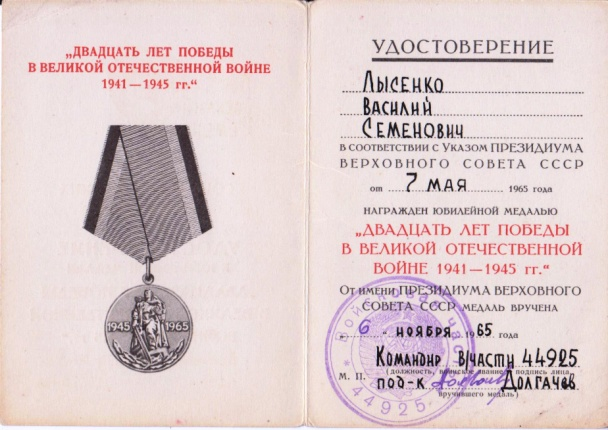 „ДВАДЦАТЬ ЛЕТ ПОБЕДЫ
В ВЕЛИКОЙ ОТЕЧЕСТВЕННОЙ ВОЙНЕ
1941—1945 гг.“
1945 1965
УДОСТОВЕРЕНИЕ
Лысенко
Василий
Семенович
В СООТВЕТСТВИИ С УКАЗОМ ПРЕЗИДИУМА
ВЕРХОВНОГО СОВЕТА СССР
от 7 мая 1965 года
НАГРАЖДЕН ЮБИЛЕЙНОЙ МЕДАЛЬЮ
„ДВАДЦАТЬ ЛЕТ ПОБЕДЫ
В ВЕЛИКОЙ ОТЕЧЕСТВЕННОЙ
ВОЙНЕ 1941—1945 гг.“
От имени ПРЕЗИДИУМА ВЕРХОВНОГО
СОВЕТА СССР МЕДАЛЬ ВРУЧЕНА
6 ноября 1965 года
Командир в/части 44925
(должность, воинское звание, подпись лица,
М. П. под-к Долгачев
вручившего медаль)
Войсковая часть
44925